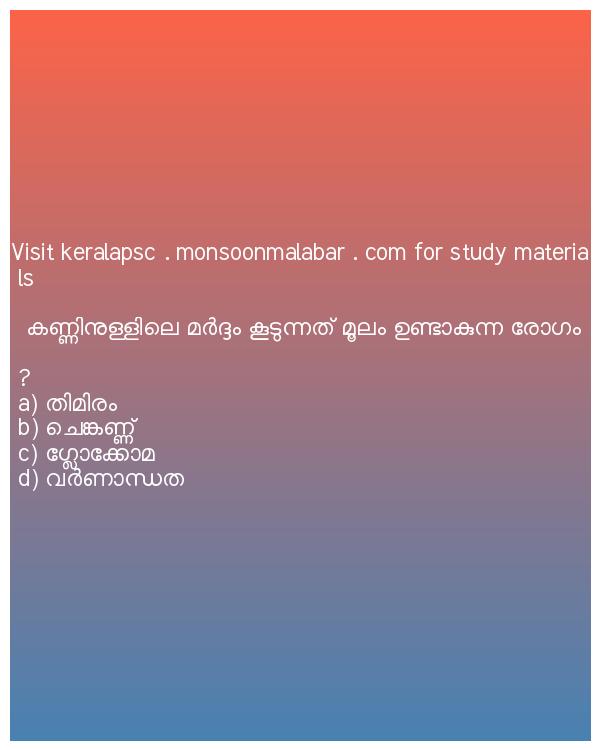 Visit keralapsc . monsoonmalabar . com for study materia
ls
കണ്ണിനുള്ളിലെ മർദ്ദം കൂടുന്നത് മൂലം ഉണ്ടാകുന്ന രോഗം
?
a) തിമിരം
b) ചെങ്കണ്ണ്
c) ഗ്ലോക്കോമ
d) വർണാന്ധത